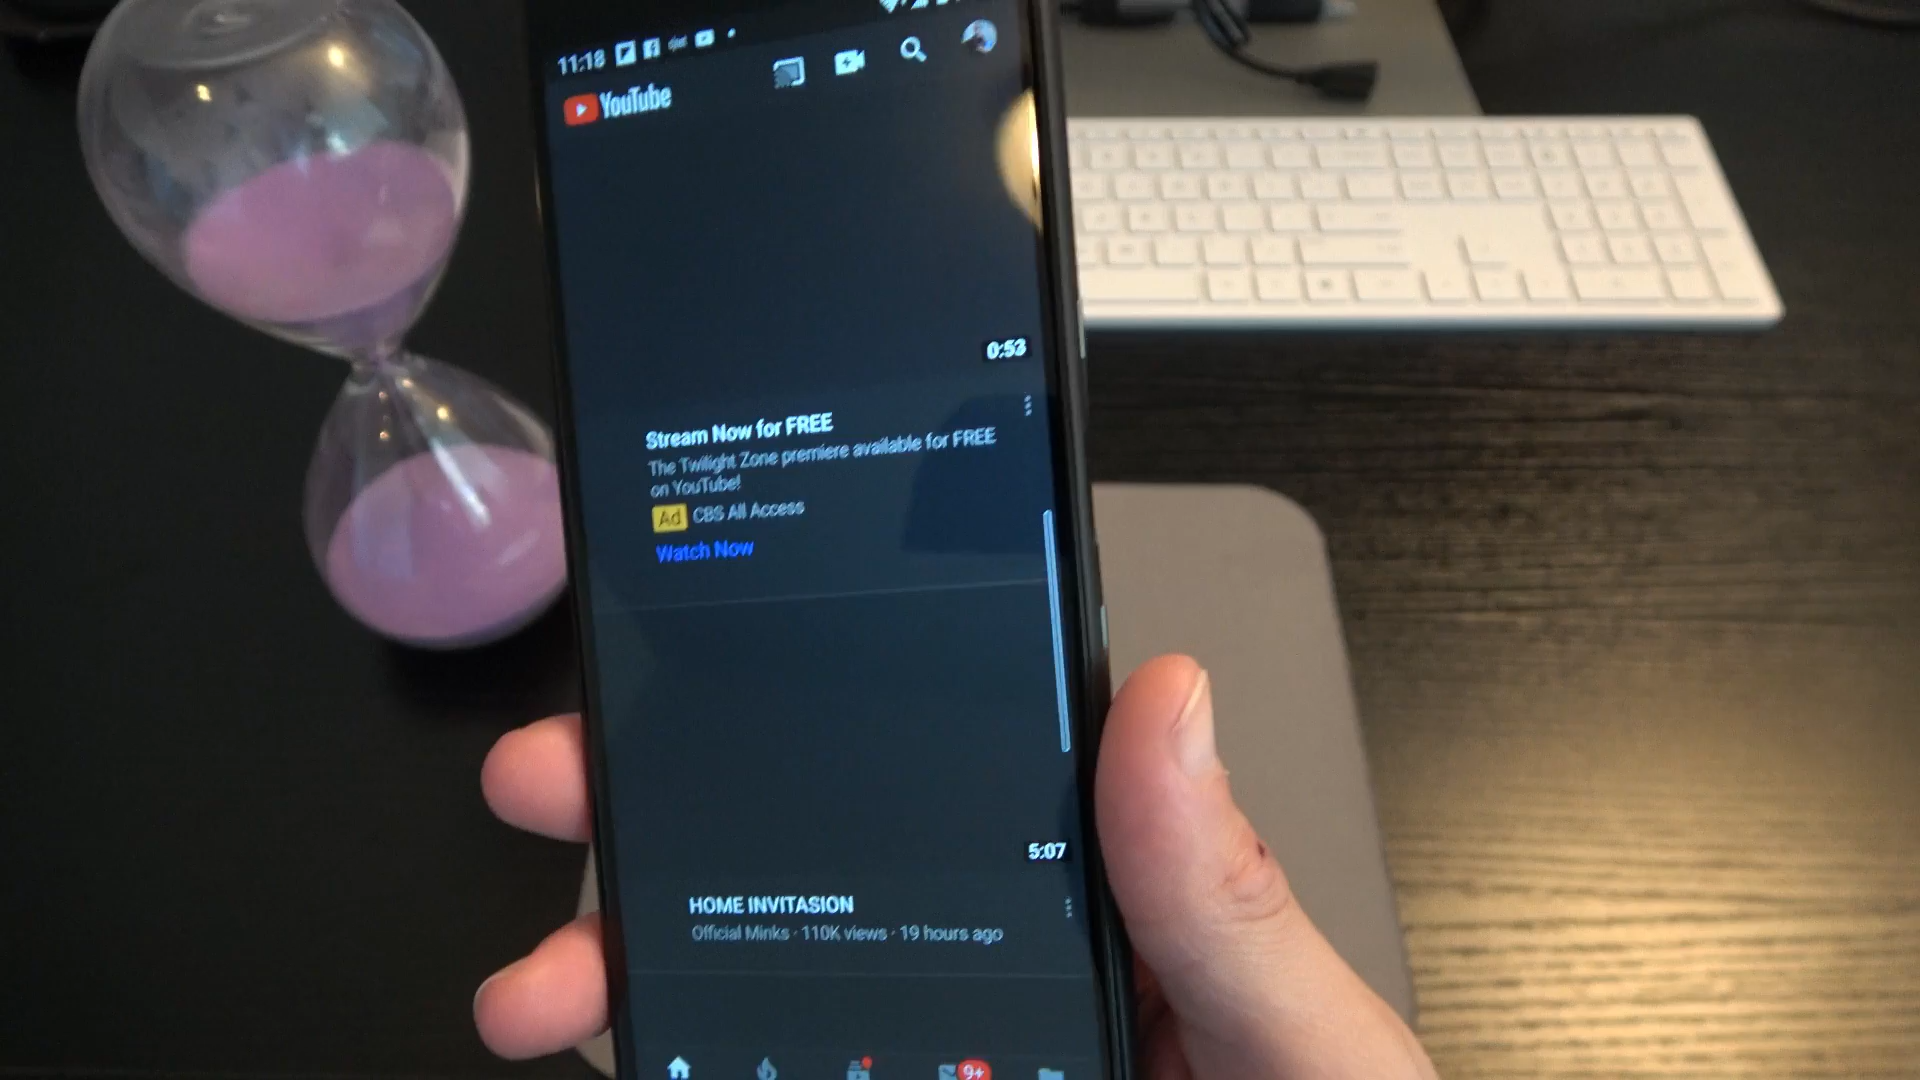 11:18
YouTube
0:53
Stream Now for FREE
The Twilight Zone premiere available for FREE
on YouTube!
Ad CBS All Access
Watch Now
5:07
HOME INVITASION
Official Minks · 110K views · 19 hours ago
9+